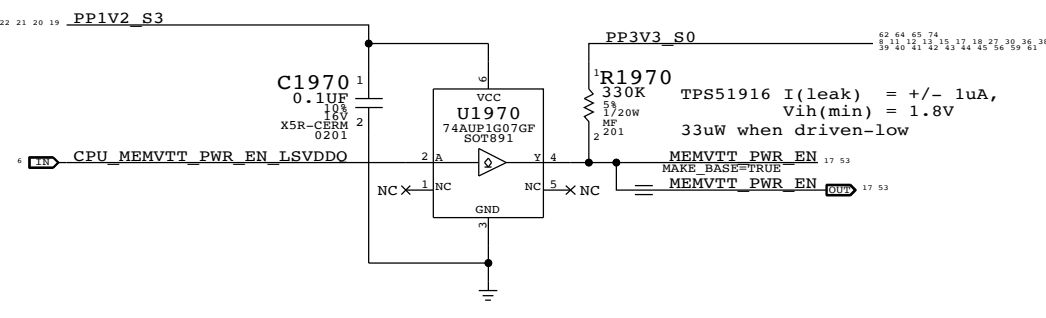 22 21 20 19 PP1V2_S3
PP3V3_S0
62 64 65 74
8 11 12 13 15 17 18 27 30 36 38
39 40 41 42 43 44 45 56 59 61
C1970 1
0.1UF
10%
16V
X5R-CERM 2
0201
6
VCC
U1970
74AUP1G07GF
SOT891
1 R1970
330K
5%
1/20W
MF
2 201
TPS51916 I(leak) = +/- 1uA,
Vih(min) = 1.8V
33uW when driven-low
6 IN CPU_MEMVTT_PWR_EN_LSVDDQ 2 A Y 4 MEMVTT_PWR_EN 17 53
MAKE_BASE=TRUE
NC 1 NC NC 5 NC MEMVTT_PWR_EN OUT 17 53
GND
3